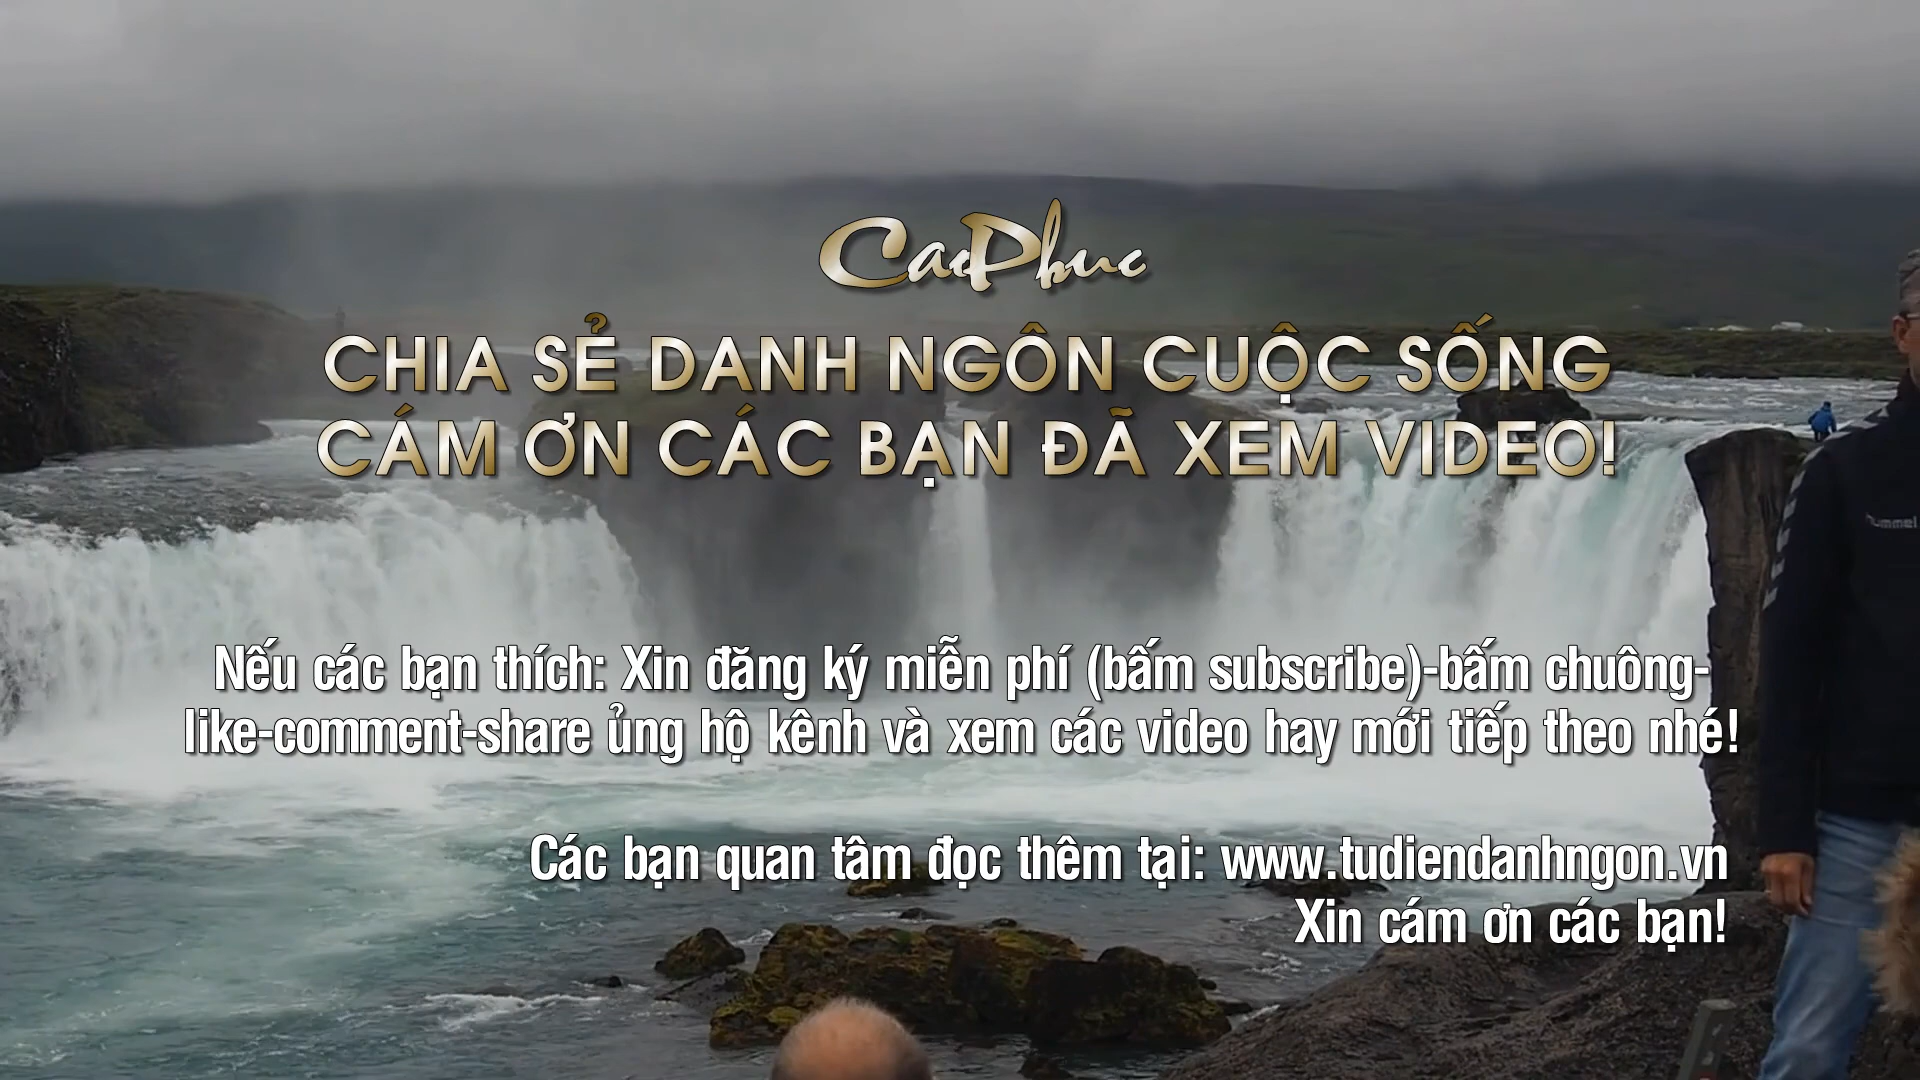 CaoPhuc
CHIA SẺ DANH NGÔN CUỘC SỐNG
CÁM ƠN CÁC BẠN ĐÃ XEM VIDEO!
ummel
Nếu các bạn thích: Xin đăng ký miễn phí (bấm subscribe)-bấm chuông-
like-comment-share ủng hộ kênh và xem các video hay mới tiếp theo nhé!
Các bạn quan tâm đọc thêm tại: www.tudiendanhngon.vn
Xin cám ơn các bạn!